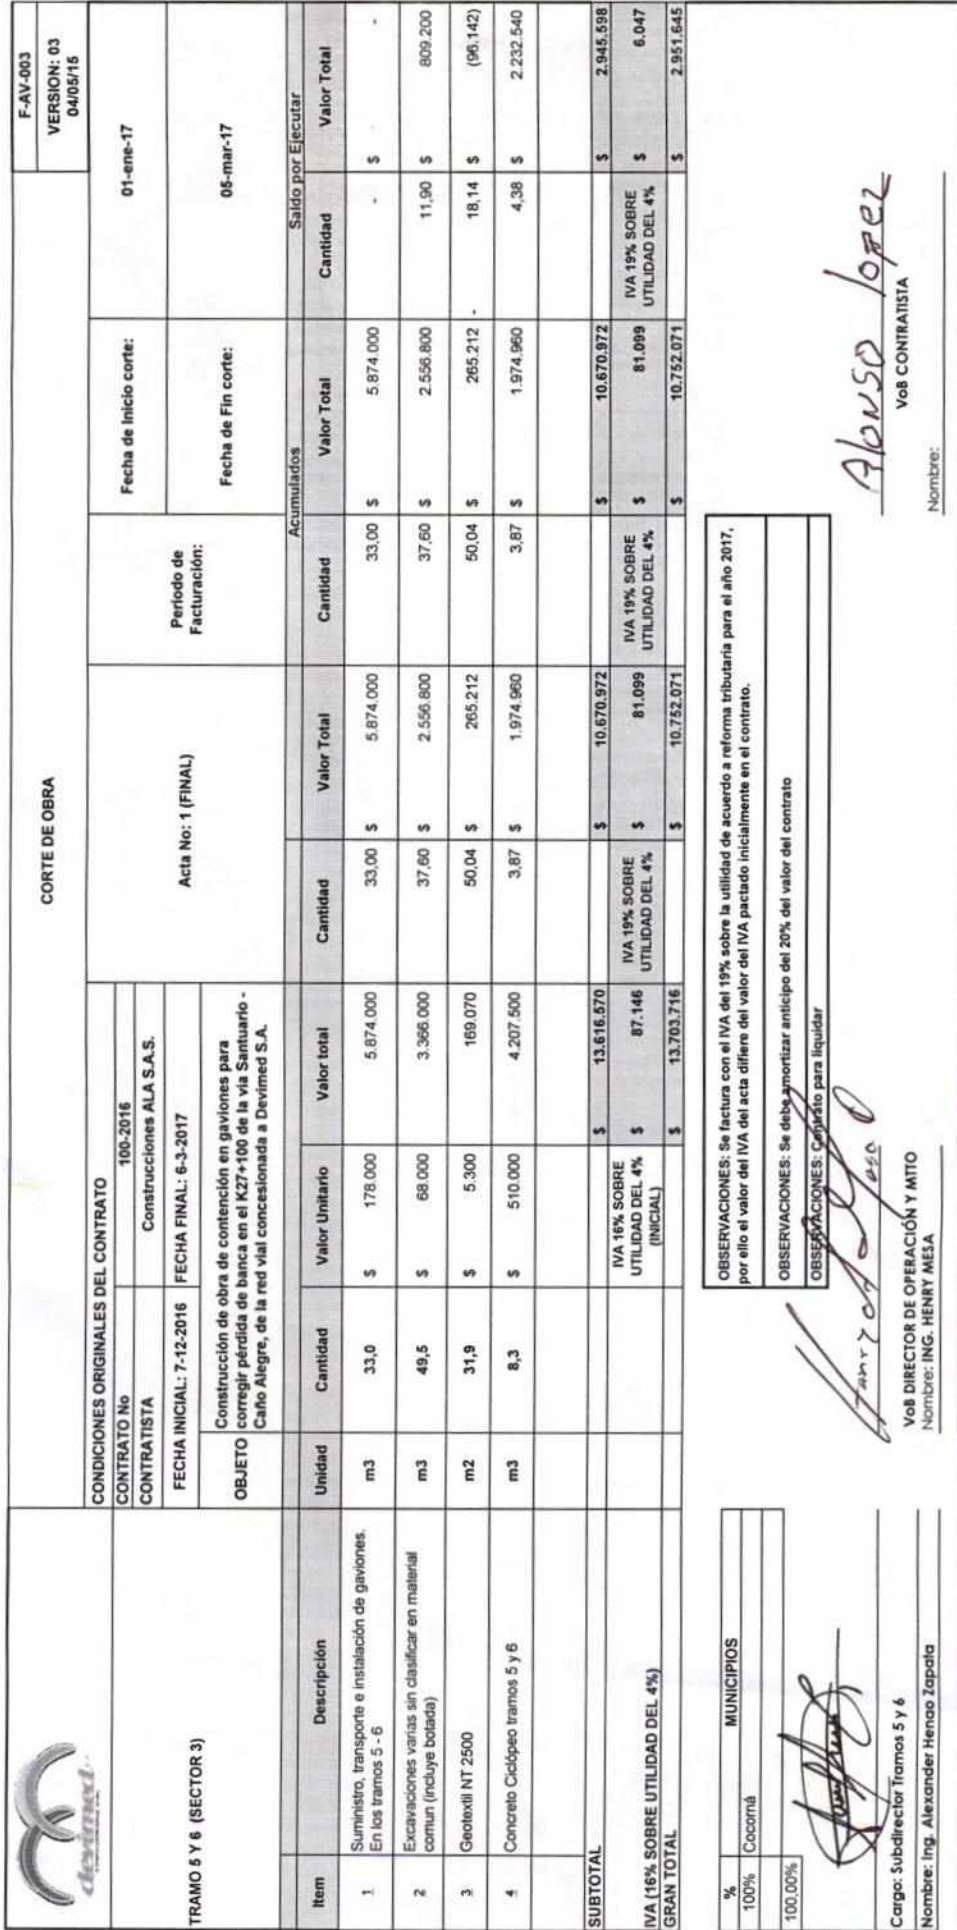 devimed
CORTE DE OBRA
F-AV-003
VERSION: 03
04/05/15
TRAMO 5 Y 6 (SECTOR 3)
CONDICIONES ORIGINALES DEL CONTRATO
CONTRATO No 100-2016
CONTRATISTA Construcciones ALA S.A.S.
FECHA INICIAL: 7-12-2016 FECHA FINAL: 6-3-2017
OBJETO Construcción de obra de contención en gaviones para
corregir pérdida de banca en el K27+100 de la via Santuario -
Caño Alegre, de la red vial concesionada a Devimed S.A.
Acta No: 1 (FINAL)
Periodo de
Facturación:
Fecha de Inicio corte: 01-ene-17
Fecha de Fin corte: 05-mar-17
Acumulados Saldo por Ejecutar
Item Descripción Unidad Cantidad Valor Unitario Valor total Cantidad Valor Total Cantidad Valor Total Cantidad Valor Total
1 Suministro, transporte e instalación de gaviones. En los tramos 5 - 6 m3 33,0 $ 178.000 5.874.000 33,00 $ 5.874.000 33,00 $ 5.874.000 - $ -
2 Excavaciones varias sin clasificar en material comun (incluye botada) m3 49,5 $ 68.000 3.366.000 37,60 $ 2.556.800 37,60 $ 2.556.800 11,90 $ 809.200
3 Geotextil NT 2500 m2 31,9 $ 5.300 169.070 50,04 $ 265.212 50,04 $ 265.212 - 18,14 $ (96.142)
4 Concreto Ciclópeo tramos 5 y 6 m3 8,3 $ 510.000 4.207.500 3,87 $ 1.974.960 3,87 $ 1.974.960 4,38 $ 2.232.540
SUBTOTAL $ 13.616.570 $ 10.670.972 $ 10.670.972 $ 2.945.598
IVA (16% SOBRE UTILIDAD DEL 4%) IVA 16% SOBRE UTILIDAD DEL 4% (INICIAL) $ 87.146 IVA 19% SOBRE UTILIDAD DEL 4% $ 81.099 IVA 19% SOBRE UTILIDAD DEL 4% $ 81.099 IVA 19% SOBRE UTILIDAD DEL 4% $ 6.047
GRAN TOTAL $ 13.703.716 $ 10.752.071 $ 10.752.071 $ 2.951.645
% MUNICIPIOS
100% Cocorná
100,00%
OBSERVACIONES: Se factura con el IVA del 19% sobre la utilidad de acuerdo a reforma tributaria para el año 2017,
por ello el valor del IVA del acta difiere del valor del IVA pactado inicialmente en el contrato.
OBSERVACIONES: Se debe amortizar anticipo del 20% del valor del contrato
OBSERVACIONES: Contrato para liquidar
Cargo: Subdirector Tramos 5 y 6
Nombre: Ing. Alexander Henao Zapata
VoB DIRECTOR DE OPERACIÓN Y MTTO
Nombre: ING. HENRY MESA
Alonso Lopez
VoB CONTRATISTA
Nombre: